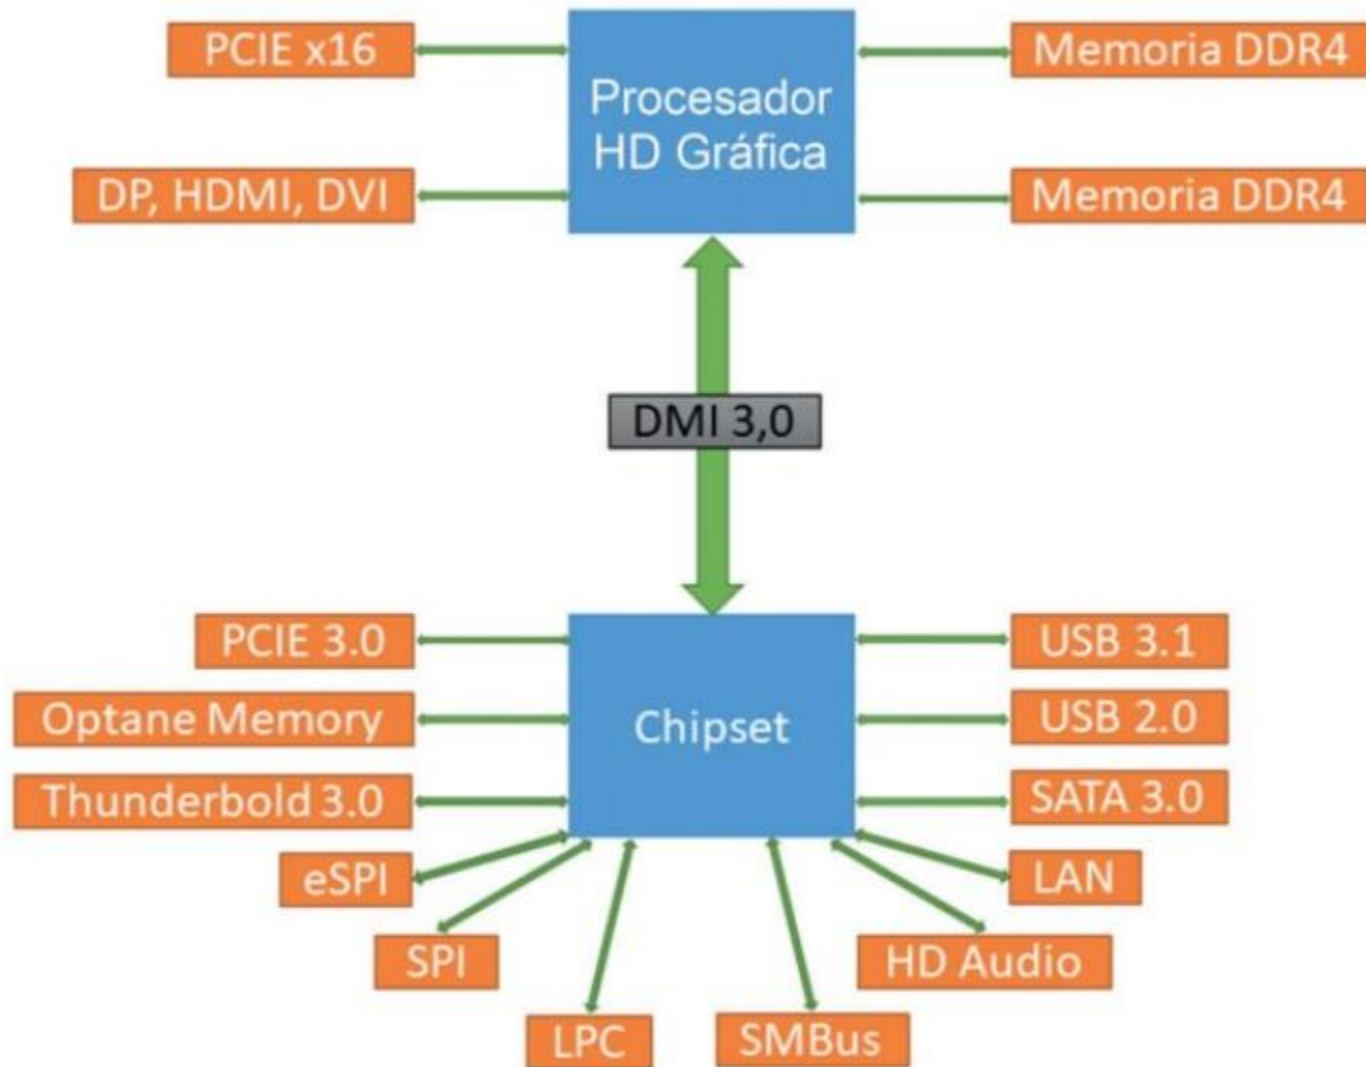 PCIE x16
Memoria DDR4
Procesador
HD Gráfica
DP, HDMI, DVI
Memoria DDR4
DMI 3,0
PCIE 3.0
USB 3.1
Optane Memory
Chipset
USB 2.0
Thunderbold 3.0
SATA 3.0
eSPI
LAN
SPI
HD Audio
LPC
SMBus